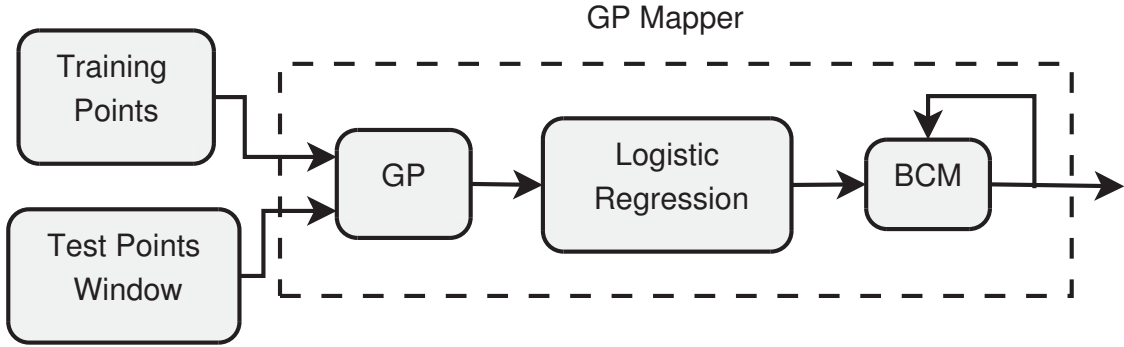 GP Mapper
Training
Points
GP
Logistic
Regression
BCM
Test Points
Window